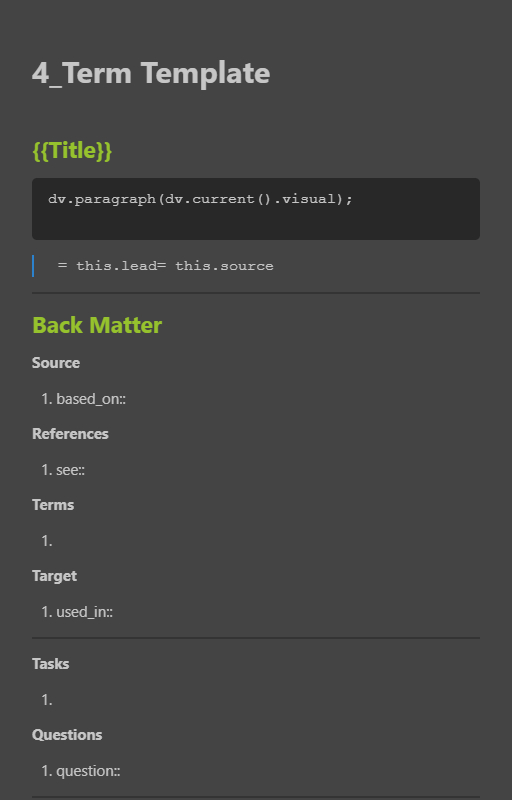 4_Term Template
{{Title}}
dv.paragraph(dv.current().visual);
= this.lead= this.source
Back Matter
Source
1. based_on::
References
1. see::
Terms
1.
Target
1. used_in::
Tasks
1.
Questions
1. question::